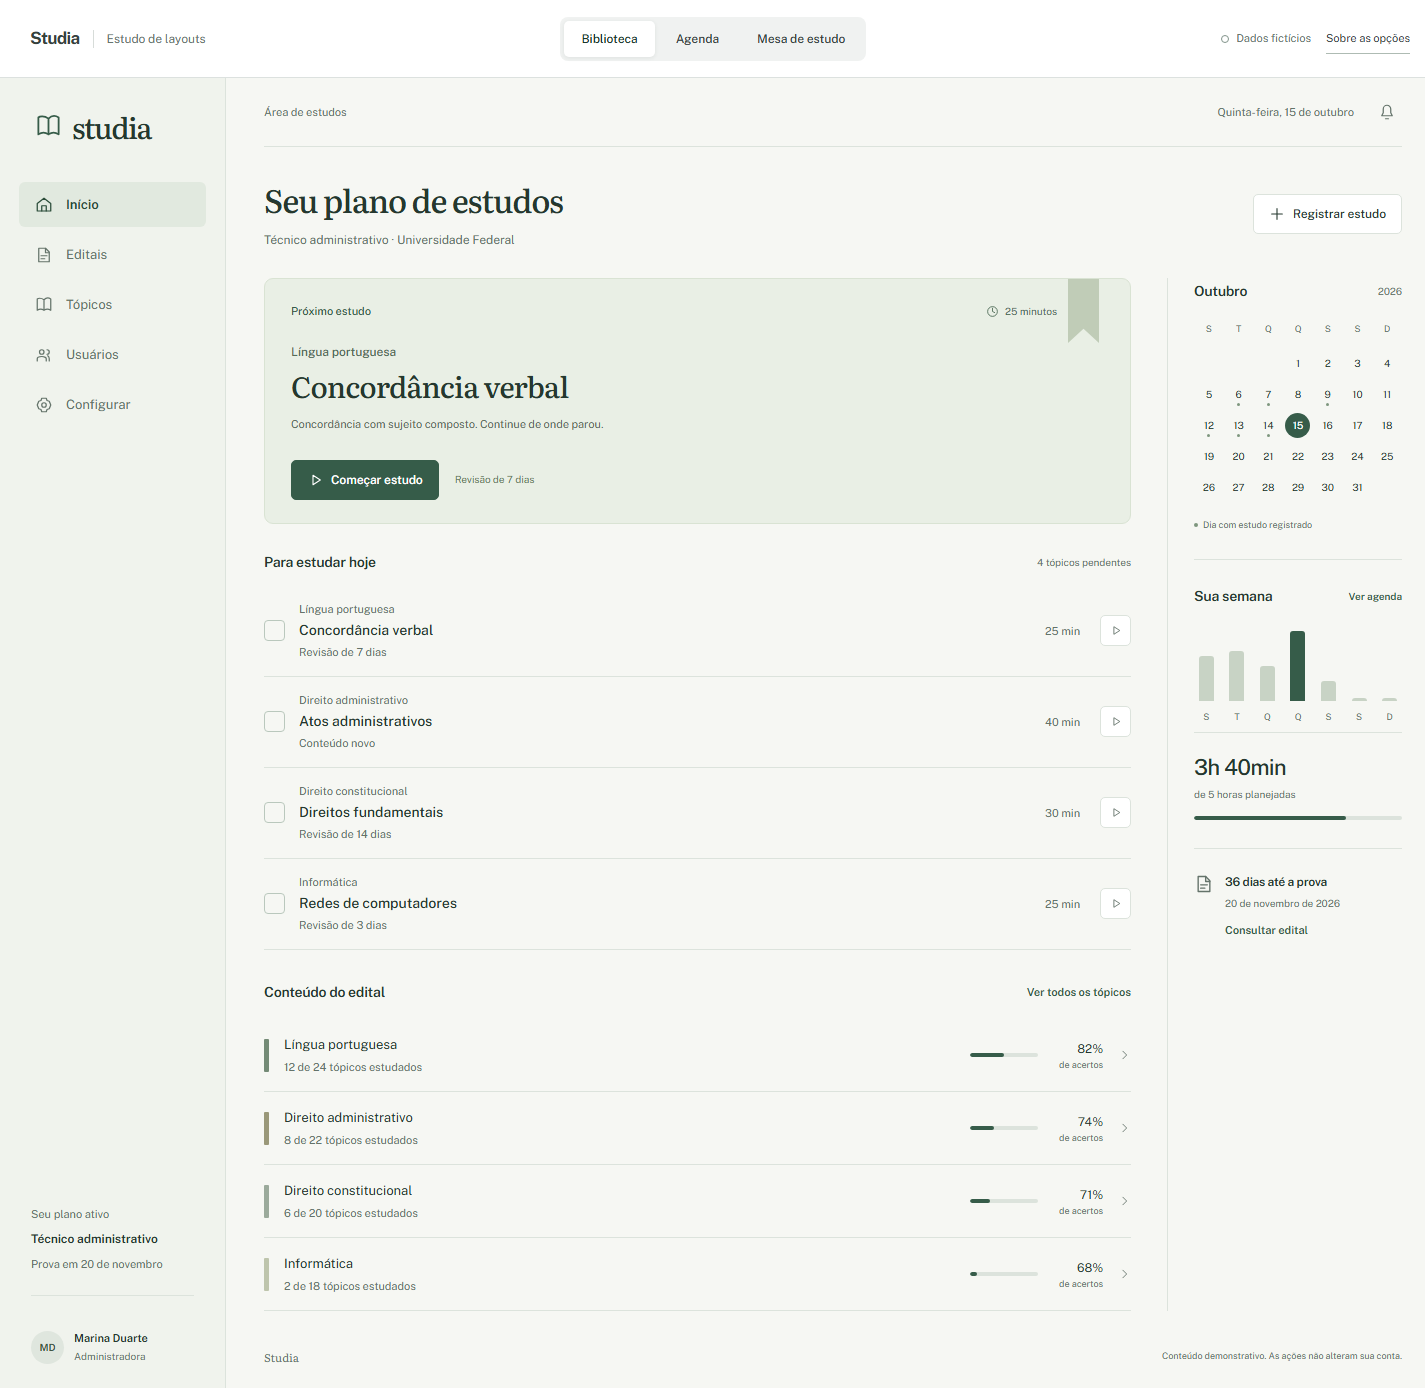 Studia
Estudo de layouts
Biblioteca
Agenda
Mesa de estudo
Dados fictícios
Sobre as opções
studia
Início
Editais
Tópicos
Usuários
Configurar
Seu plano ativo
Técnico administrativo
Prova em 20 de novembro
MD
Marina Duarte
Administradora
Área de estudos
Quinta-feira, 15 de outubro
Seu plano de estudos
Técnico administrativo · Universidade Federal
Registrar estudo
Próximo estudo
25 minutos
Língua portuguesa
Concordância verbal
Concordância com sujeito composto. Continue de onde parou.
Começar estudo
Revisão de 7 dias
Para estudar hoje
4 tópicos pendentes
Língua portuguesa
Concordância verbal
Revisão de 7 dias
25 min
Direito administrativo
Atos administrativos
Conteúdo novo
40 min
Direito constitucional
Direitos fundamentais
Revisão de 14 dias
30 min
Informática
Redes de computadores
Revisão de 3 dias
25 min
Conteúdo do edital
Ver todos os tópicos
Língua portuguesa
12 de 24 tópicos estudados
82%
de acertos
Direito administrativo
8 de 22 tópicos estudados
74%
de acertos
Direito constitucional
6 de 20 tópicos estudados
71%
de acertos
Informática
2 de 18 tópicos estudados
68%
de acertos
Outubro
2026
S T Q Q S S D
1 2 3 4
5 6 7 8 9 10 11
12 13 14 15 16 17 18
19 20 21 22 23 24 25
26 27 28 29 30 31
Dia com estudo registrado
Sua semana
Ver agenda
S T Q Q S S D
3h 40min
de 5 horas planejadas
36 dias até a prova
20 de novembro de 2026
Consultar edital
Studia
Conteúdo demonstrativo. As ações não alteram sua conta.